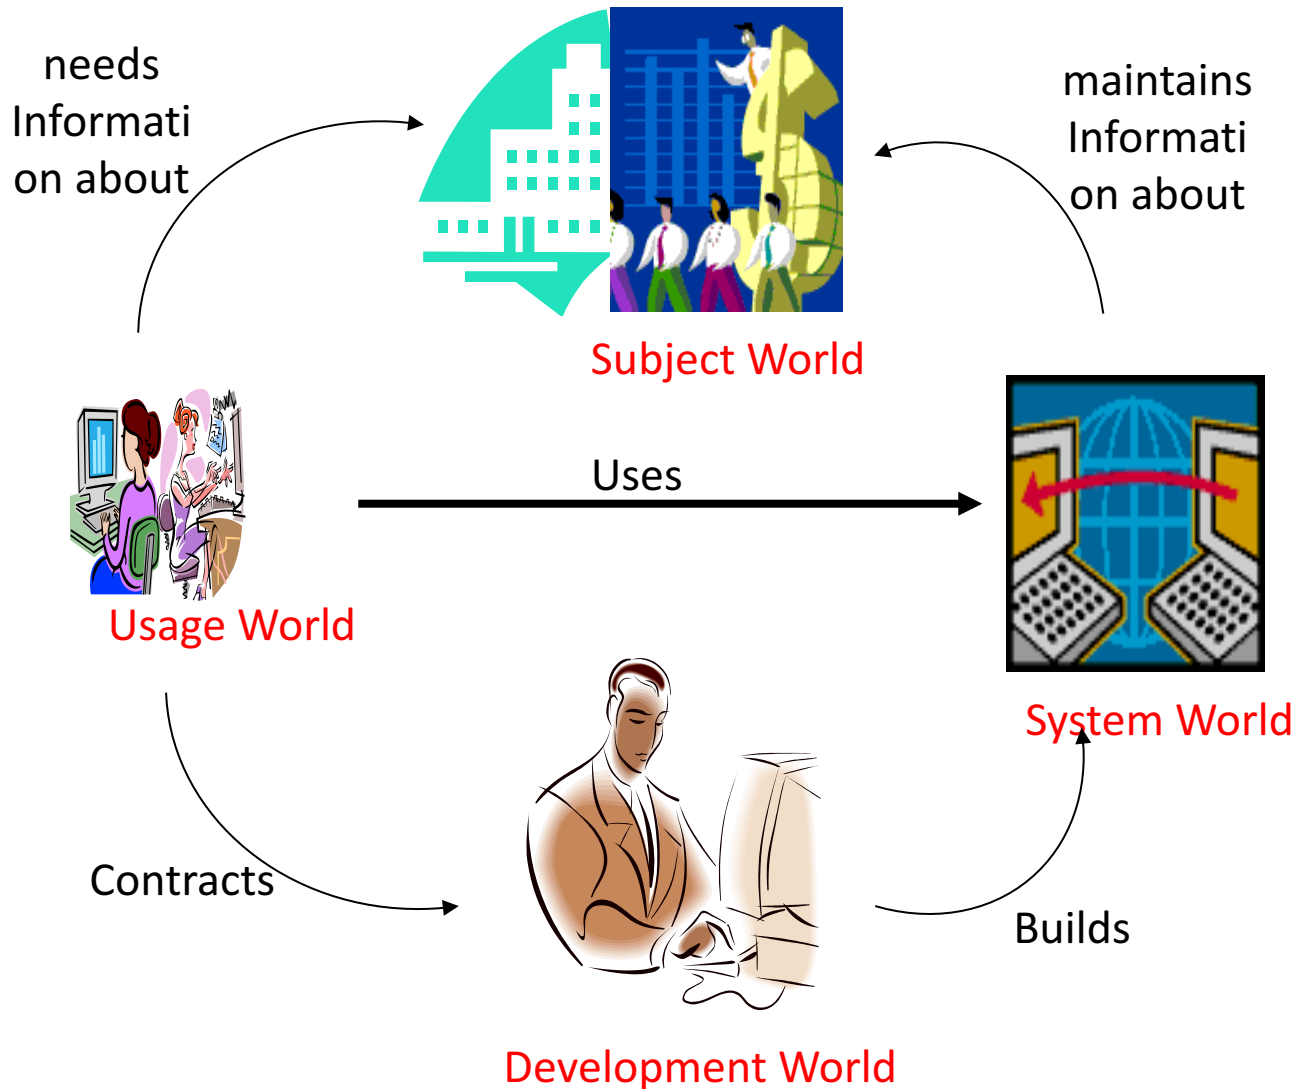 needs
Informati
on about
maintains
Informati
on about
Subject World
Uses
Usage World
System World
Contracts
Builds
Development World